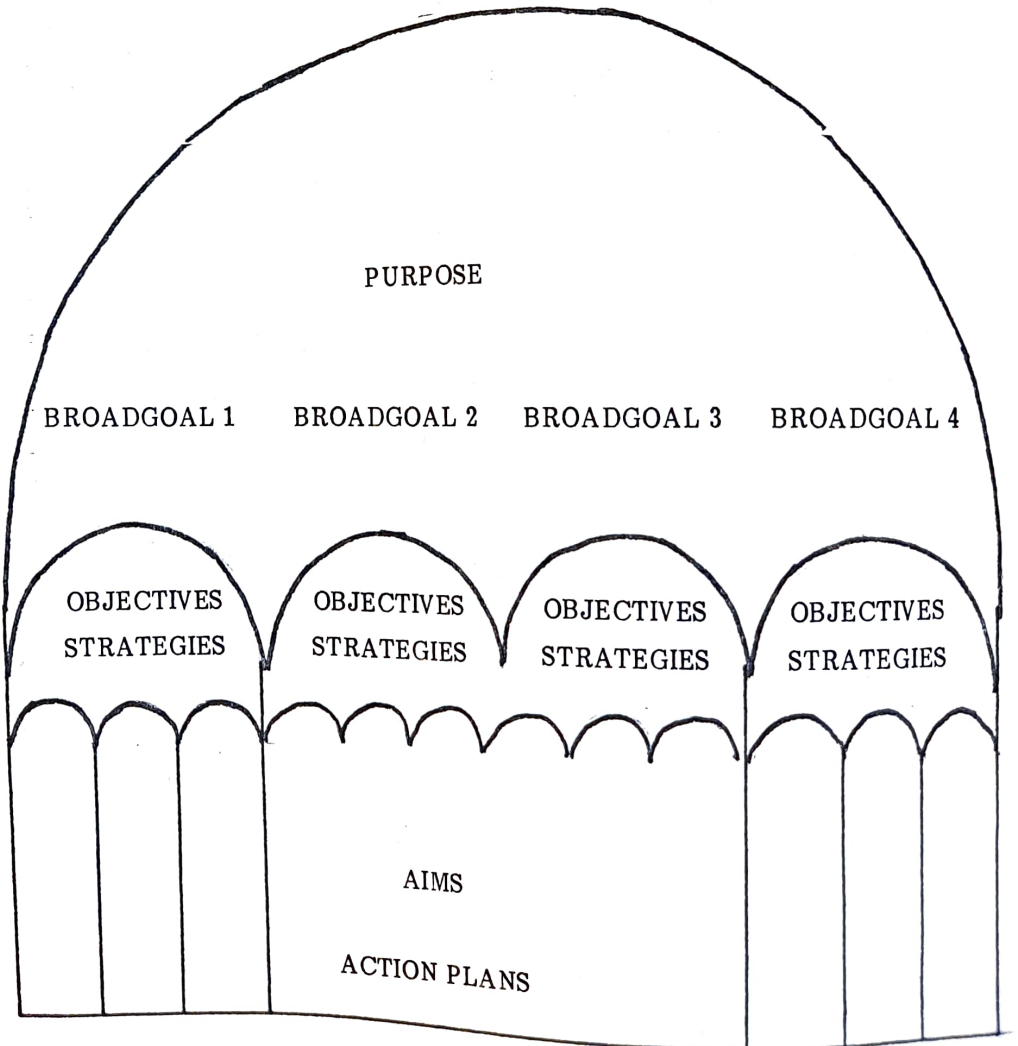 PURPOSE
BROADGOAL 1 BROADGOAL 2 BROADGOAL 3 BROADGOAL 4
OBJECTIVES OBJECTIVES OBJECTIVES OBJECTIVES
STRATEGIES STRATEGIES STRATEGIES STRATEGIES
AIMS
ACTION PLANS